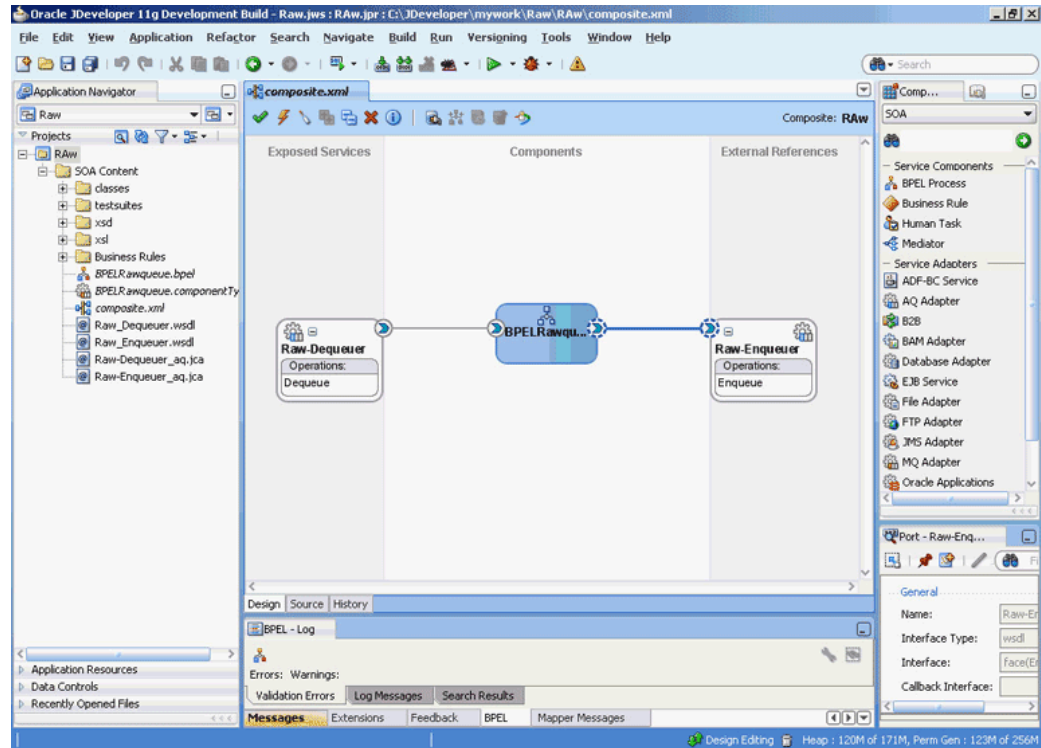 Oracle JDeveloper 11g Development Build - Raw.jws : RAw.jpr : C:\JDeveloper\mywork\Raw\RAw\composite.xml
File Edit View Application Refactor Search Navigate Build Run Versioning Tools Window Help
Search
Application Navigator
Raw
Projects
RAw
SOA Content
classes
testsuites
xsd
xsl
Business Rules
BPELRawqueue.bpel
BPELRawqueue.componentTy
composite.xml
Raw_Dequeuer.wsdl
Raw_Enqueuer.wsdl
Raw-Dequeuer_aq.jca
Raw-Enqueuer_aq.jca
Application Resources
Data Controls
Recently Opened Files
composite.xml
Composite: RAw
Exposed Services
Components
External References
Raw-Dequeuer
Operations:
Dequeue
BPELRawqu...
Raw-Enqueuer
Operations:
Enqueue
Design Source History
BPEL - Log
Errors: Warnings:
Validation Errors Log Messages Search Results
Messages Extensions Feedback BPEL Mapper Messages
Comp...
SOA
Service Components
BPEL Process
Business Rule
Human Task
Mediator
Service Adapters
ADF-BC Service
AQ Adapter
B2B
BAM Adapter
Database Adapter
EJB Service
File Adapter
FTP Adapter
JMS Adapter
MQ Adapter
Oracle Applications
Port - Raw-Enq...
Fi
General
Name: Raw-Er
Interface Type: wsdl
Interface: face(Er
Callback Interface:
Design Editing Heap : 120M of 171M, Perm Gen : 123M of 256M